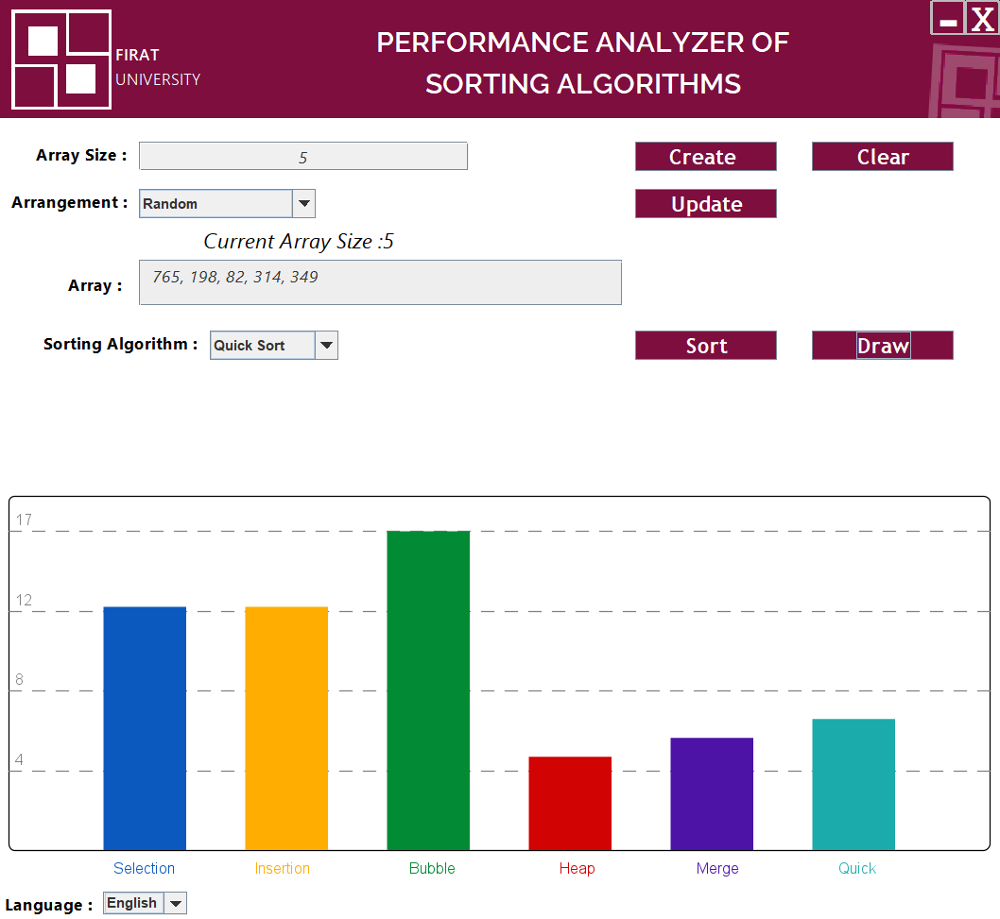 FIRAT
UNIVERSITY
PERFORMANCE ANALYZER OF
SORTING ALGORITHMS
X
Array Size :
5
Create
Clear
Arrangement :
Random
Update
Current Array Size :5
Array :
765, 198, 82, 314, 349
Sorting Algorithm :
Quick Sort
Sort
Draw
17
12
8
4
Selection
Insertion
Bubble
Heap
Merge
Quick
Language :
English